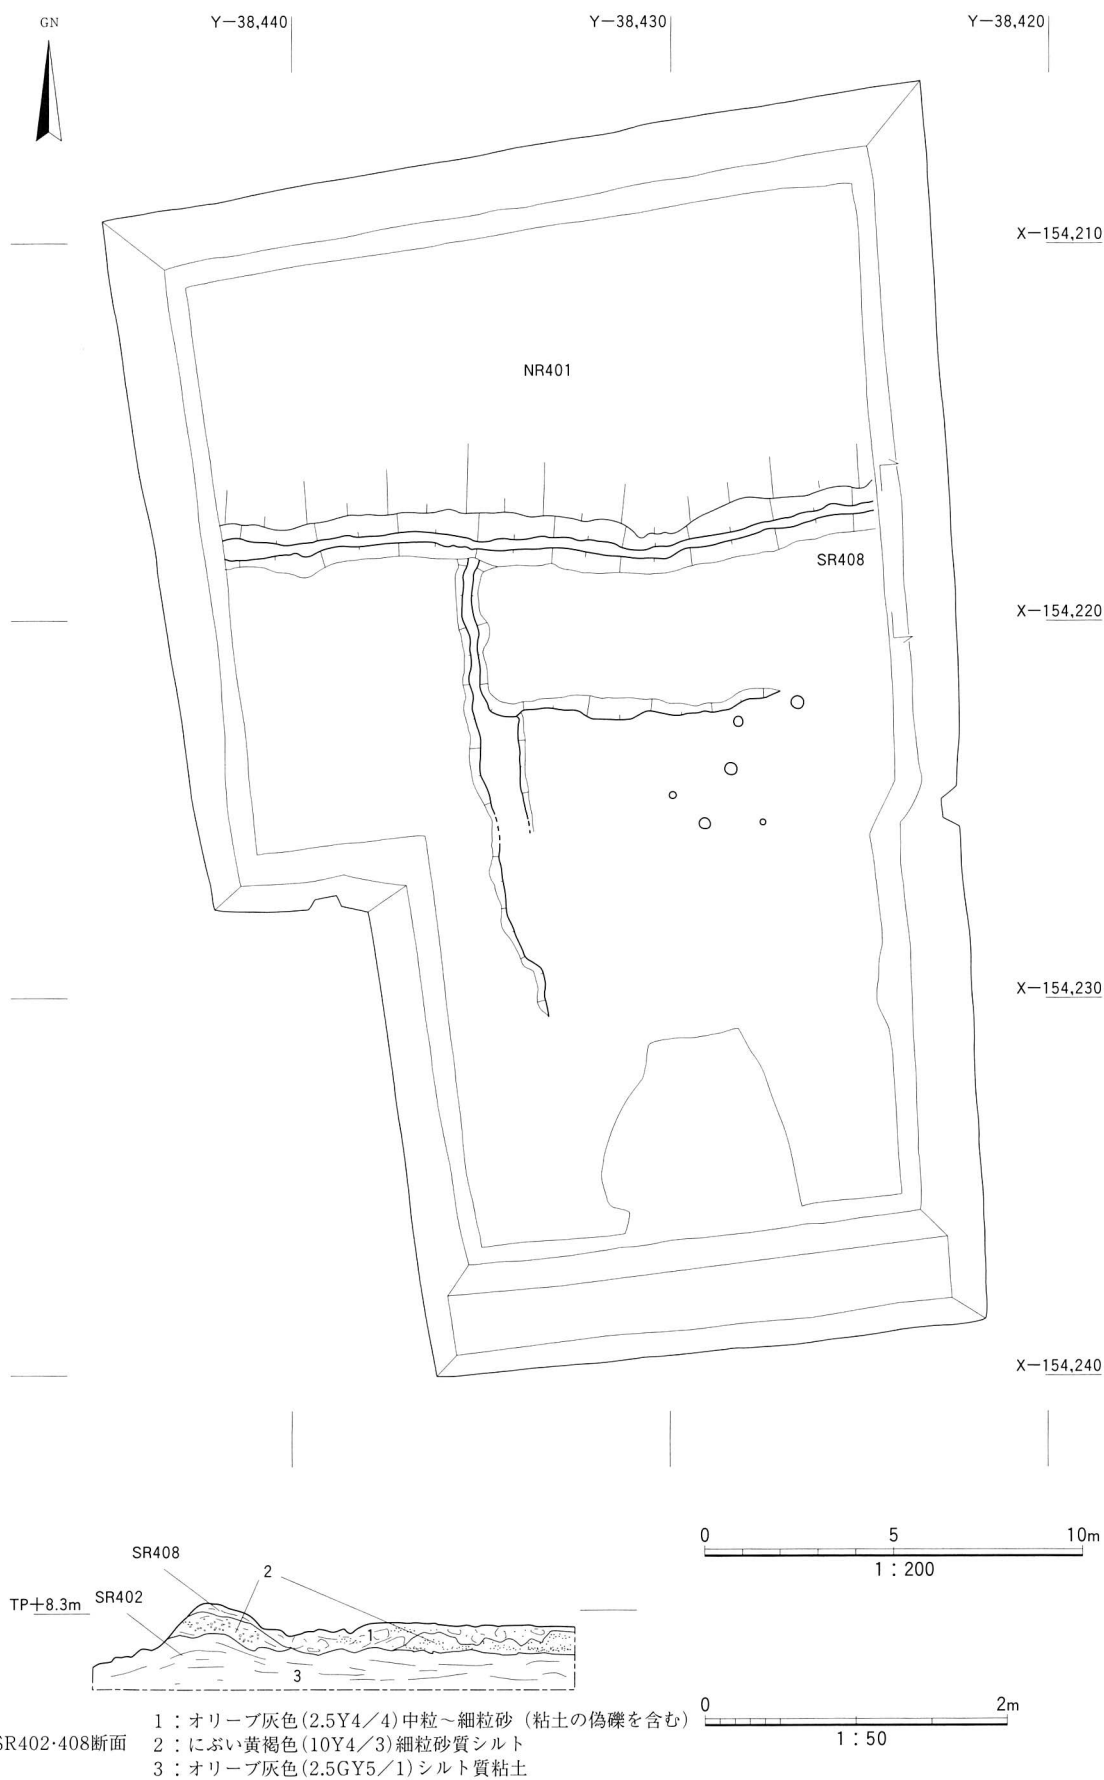 GN
Y−38,440
Y−38,430
Y−38,420
X−154,210
NR401
SR408
X−154,220
X−154,230
X−154,240
0 5 10m
1：200
SR408
2
TP+8.3m
SR402
1
3
0 2m
1：50
1：オリーブ灰色(2.5Y4／4)中粒～細粒砂（粘土の偽礫を含む）
SR402·408断面
2：にぶい黄褐色(10Y4／3)細粒砂質シルト
3：オリーブ灰色(2.5GY5／1)シルト質粘土